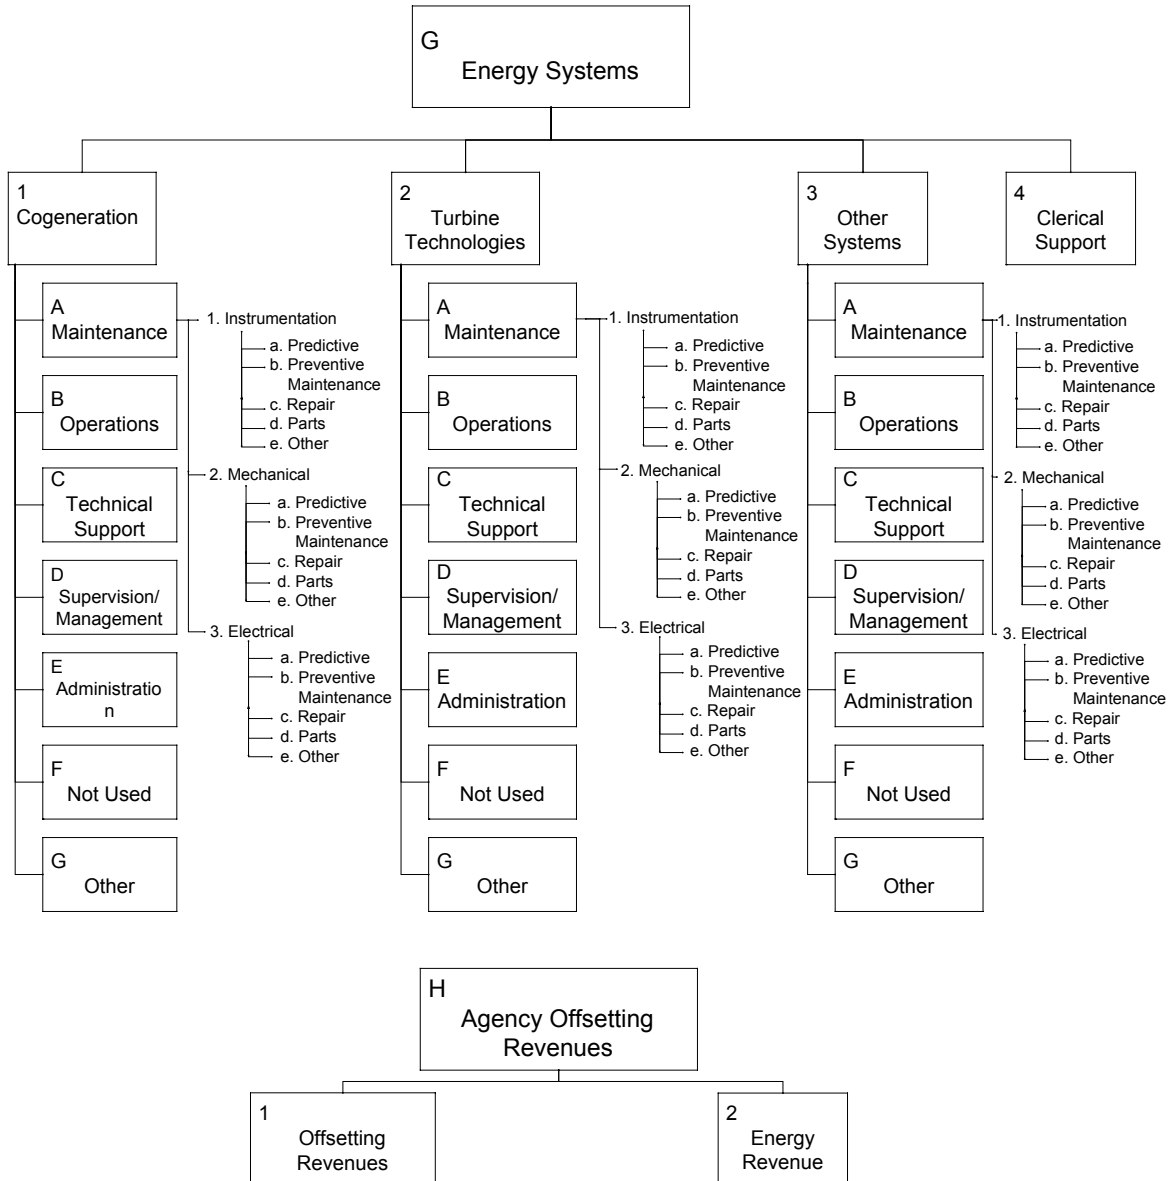 G
Energy Systems
1
Cogeneration
A
Maintenance
B
Operations
C
Technical
Support
D
Supervision/
Management
E
Administratio
n
F
Not Used
G
Other
1. Instrumentation
a. Predictive
b. Preventive
Maintenance
c. Repair
d. Parts
e. Other
2. Mechanical
a. Predictive
b. Preventive
Maintenance
c. Repair
d. Parts
e. Other
3. Electrical
a. Predictive
b. Preventive
Maintenance
c. Repair
d. Parts
e. Other
2
Turbine
Technologies
A
Maintenance
B
Operations
C
Technical
Support
D
Supervision/
Management
E
Administration
F
Not Used
G
Other
1. Instrumentation
a. Predictive
b. Preventive
Maintenance
c. Repair
d. Parts
e. Other
2. Mechanical
a. Predictive
b. Preventive
Maintenance
c. Repair
d. Parts
e. Other
3. Electrical
a. Predictive
b. Preventive
Maintenance
c. Repair
d. Parts
e. Other
3
Other
Systems
A
Maintenance
B
Operations
C
Technical
Support
D
Supervision/
Management
E
Administration
F
Not Used
G
Other
1. Instrumentation
a. Predictive
b. Preventive
Maintenance
c. Repair
d. Parts
e. Other
2. Mechanical
a. Predictive
b. Preventive
Maintenance
c. Repair
d. Parts
e. Other
3. Electrical
a. Predictive
b. Preventive
Maintenance
c. Repair
d. Parts
e. Other
4
Clerical
Support
H
Agency Offsetting
Revenues
1
Offsetting
Revenues
2
Energy
Revenue